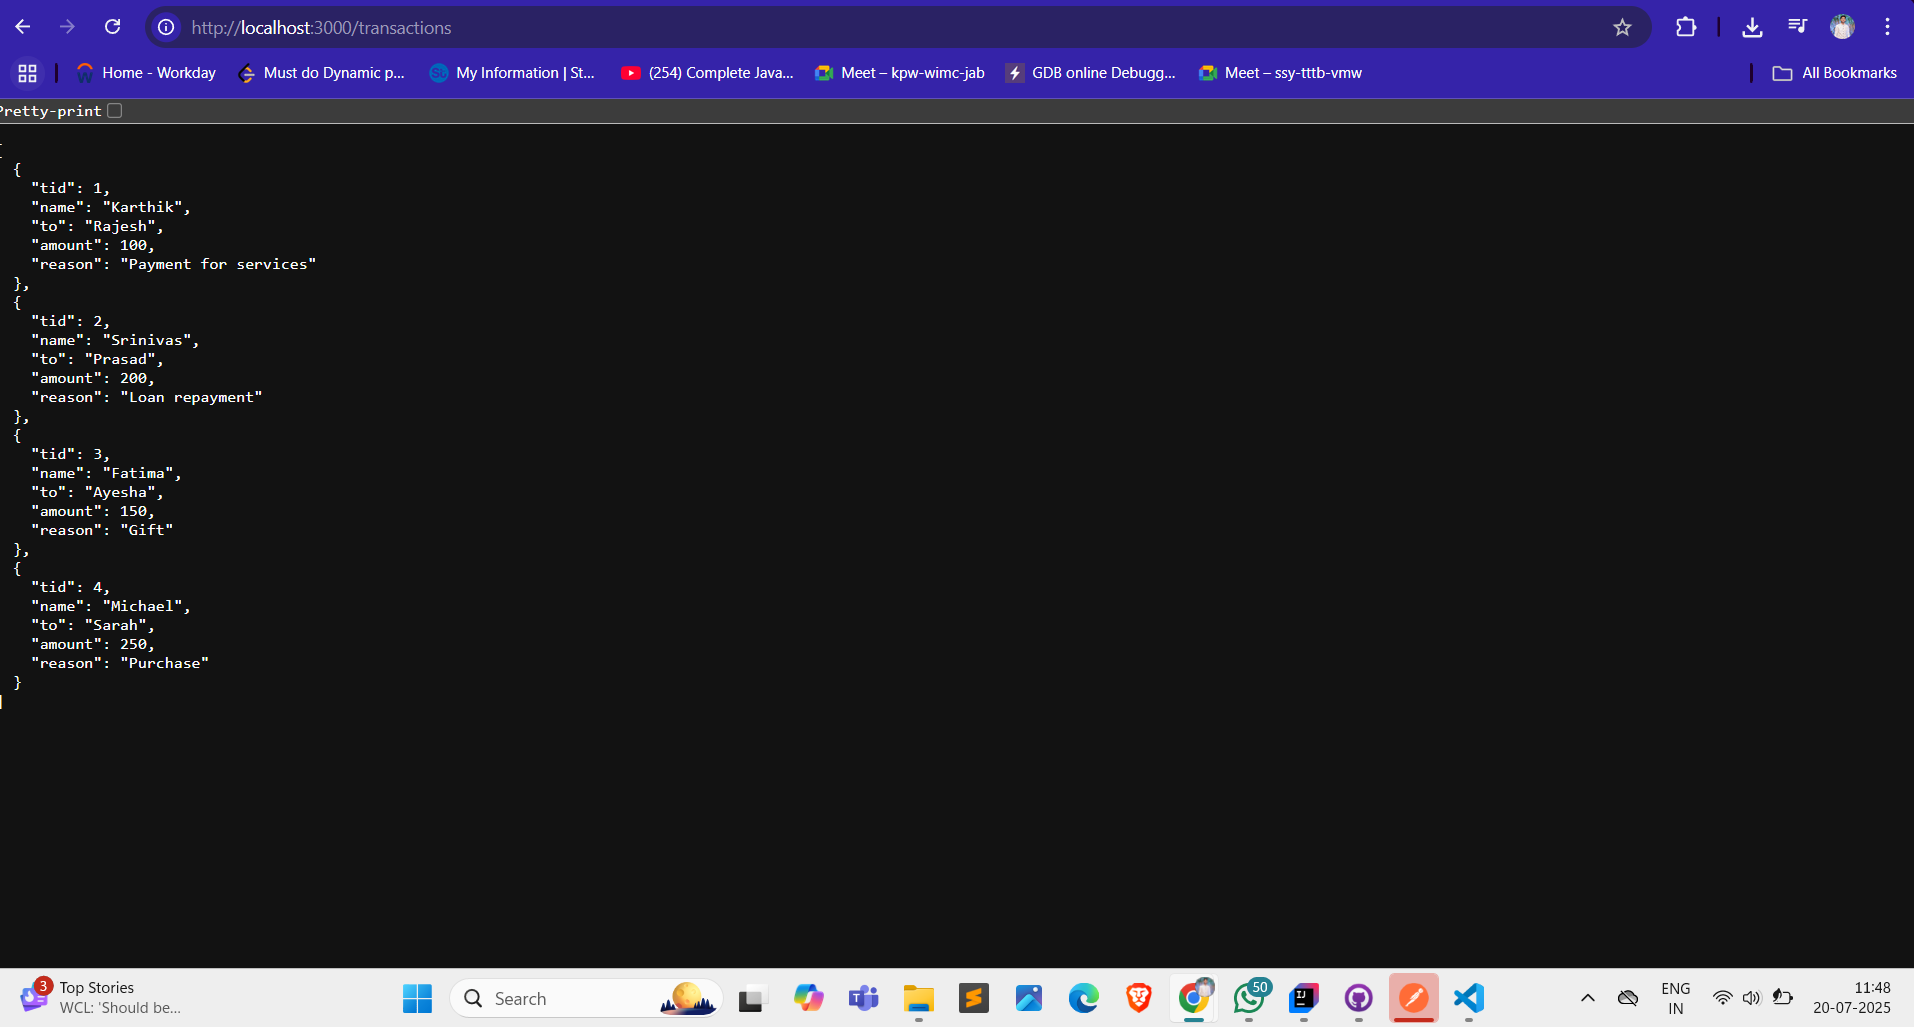 http://localhost:3000/transactions
Home - Workday
Must do Dynamic p...
My Information | St...
(254) Complete Java...
Meet – kpw-wimc-jab
GDB online Debugg...
Meet – ssy-tttb-vmw
All Bookmarks
Pretty-print
[
{
"tid": 1,
"name": "Karthik",
"to": "Rajesh",
"amount": 100,
"reason": "Payment for services"
},
{
"tid": 2,
"name": "Srinivas",
"to": "Prasad",
"amount": 200,
"reason": "Loan repayment"
},
{
"tid": 3,
"name": "Fatima",
"to": "Ayesha",
"amount": 150,
"reason": "Gift"
},
{
"tid": 4,
"name": "Michael",
"to": "Sarah",
"amount": 250,
"reason": "Purchase"
}
]
3
Top Stories
WCL: 'Should be...
Search
50
ENG
IN
11:48
20-07-2025